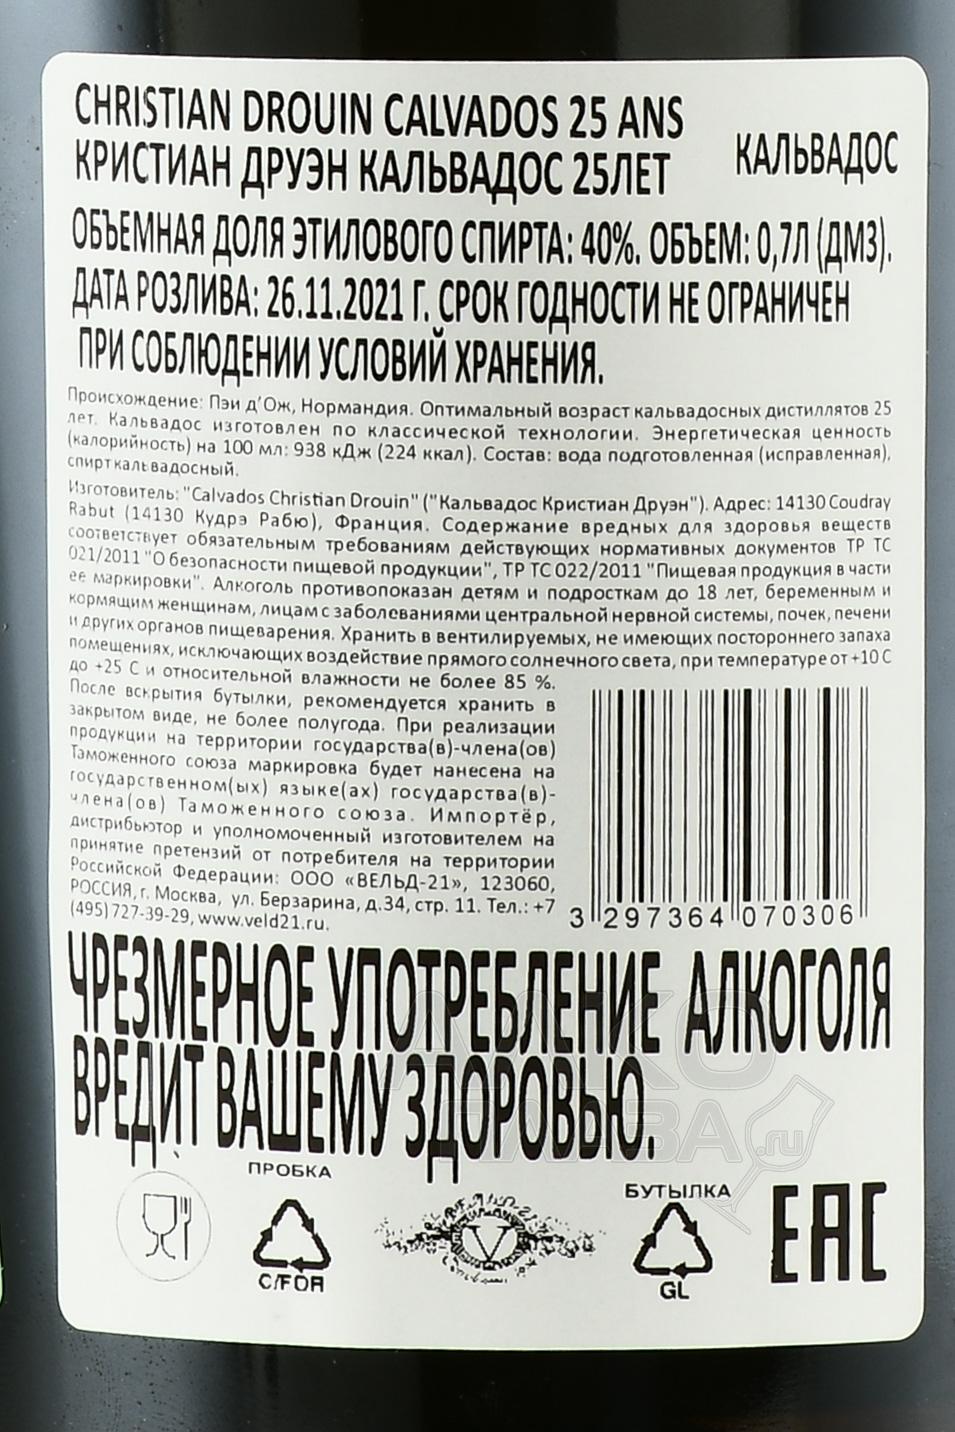 CHRISTIAN DROUIN CALVADOS 25 ANS
КРИСТИАН ДРУЭН КАЛЬВАДОС 25ЛЕТ
КАЛЬВАДОС
ОБЪЕМНАЯ ДОЛЯ ЭТИЛОВОГО СПИРТА: 40%. ОБЪЕМ: 0,7Л (ДМ3).
ДАТА РОЗЛИВА: 26.11.2021 Г. СРОК ГОДНОСТИ НЕ ОГРАНИЧЕН
ПРИ СОБЛЮДЕНИИ УСЛОВИЙ ХРАНЕНИЯ.
Происхождение: Пэи д’Ож, Нормандия. Оптимальный возраст кальвадосных дистиллятов 25
лет. Кальвадос изготовлен по классической технологии. Энергетическая ценность
(калорийность) на 100 мл: 938 кДж (224 ккал). Состав: вода подготовленная (исправленная),
спирт кальвадосный.
Изготовитель: "Calvados Christian Drouin" ("Кальвадос Кристиан Друэн"). Адрес: 14130 Coudray
Rabut (14130 Кудрэ Рабю), Франция. Содержание вредных для здоровья веществ
соответствует обязательным требованиям действующих нормативных документов ТР ТС
021/2011 "О безопасности пищевой продукции", ТР ТС 022/2011 "Пищевая продукция в части
ее маркировки". Алкоголь противопоказан детям и подросткам до 18 лет, беременным и
кормящим женщинам, лицам с заболеваниями центральной нервной системы, почек, печени
и других органов пищеварения. Хранить в вентилируемых, не имеющих постороннего запаха
помещениях, исключающих воздействие прямого солнечного света, при температуре от +10 С
до +25 С и относительной влажности не более 85 %.
После вскрытия бутылки, рекомендуется хранить в
закрытом виде, не более полугода. При реализации
продукции на территории государства(в)-члена(ов)
Таможенного союза маркировка будет нанесена на
государственном(ых) языке(ах) государства(в)-
члена(ов) Таможенного союза. Импортёр,
дистрибьютор и уполномоченный изготовителем на
принятие претензий от потребителя на территории
Российской Федерации: ООО «ВЕЛЬД-21», 123060,
РОССИЯ, г. Москва, ул. Берзарина, д.34, стр. 11. Тел.: +7
(495)727-39-29, www.veld21.ru.
3 297364 070306
ЧРЕЗМЕРНОЕ УПОТРЕБЛЕНИЕ АЛКОГОЛЯ
ВРЕДИТ ВАШЕМУ ЗДОРОВЬЮ.
ПРОБКА
C/FOR
V
БУТЫЛКА
GL
EAC